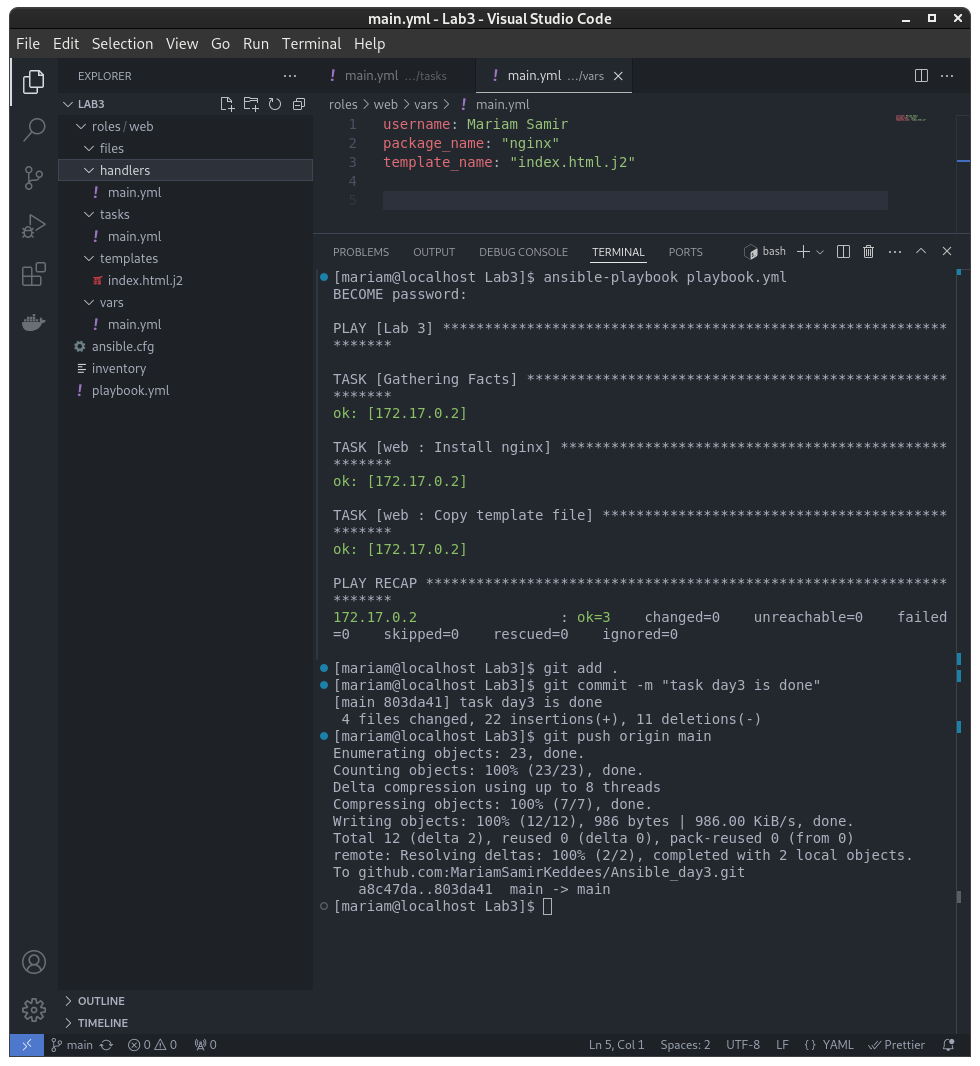 main.yml - Lab3 - Visual Studio Code
File Edit Selection View Go Run Terminal Help
EXPLORER
LAB3
roles / web
files
handlers
! main.yml
tasks
! main.yml
templates
index.html.j2
vars
! main.yml
ansible.cfg
inventory
! playbook.yml
OUTLINE
TIMELINE
! main.yml .../tasks
! main.yml .../vars
roles > web > vars > ! main.yml
1 username: Mariam Samir
2 package_name: "nginx"
3 template_name: "index.html.j2"
4
5
PROBLEMS OUTPUT DEBUG CONSOLE TERMINAL PORTS bash
[mariam@localhost Lab3]$ ansible-playbook playbook.yml
BECOME password:
PLAY [Lab 3] ************************************************************
*******
TASK [Gathering Facts] **************************************************
*******
ok: [172.17.0.2]
TASK [web : Install nginx] **********************************************
*******
ok: [172.17.0.2]
TASK [web : Copy template file] *****************************************
*******
ok: [172.17.0.2]
PLAY RECAP **************************************************************
*******
172.17.0.2                 : ok=3    changed=0    unreachable=0    failed
=0    skipped=0    rescued=0    ignored=0
[mariam@localhost Lab3]$ git add .
[mariam@localhost Lab3]$ git commit -m "task day3 is done"
[main 803da41] task day3 is done
 4 files changed, 22 insertions(+), 11 deletions(-)
[mariam@localhost Lab3]$ git push origin main
Enumerating objects: 23, done.
Counting objects: 100% (23/23), done.
Delta compression using up to 8 threads
Compressing objects: 100% (7/7), done.
Writing objects: 100% (12/12), 986 bytes | 986.00 KiB/s, done.
Total 12 (delta 2), reused 0 (delta 0), pack-reused 0 (from 0)
remote: Resolving deltas: 100% (2/2), completed with 2 local objects.
To github.com:MariamSamirKeddees/Ansible_day3.git
   a8c47da..803da41  main -> main
[mariam@localhost Lab3]$
main 0 0 0 Ln 5, Col 1 Spaces: 2 UTF-8 LF { } YAML Prettier